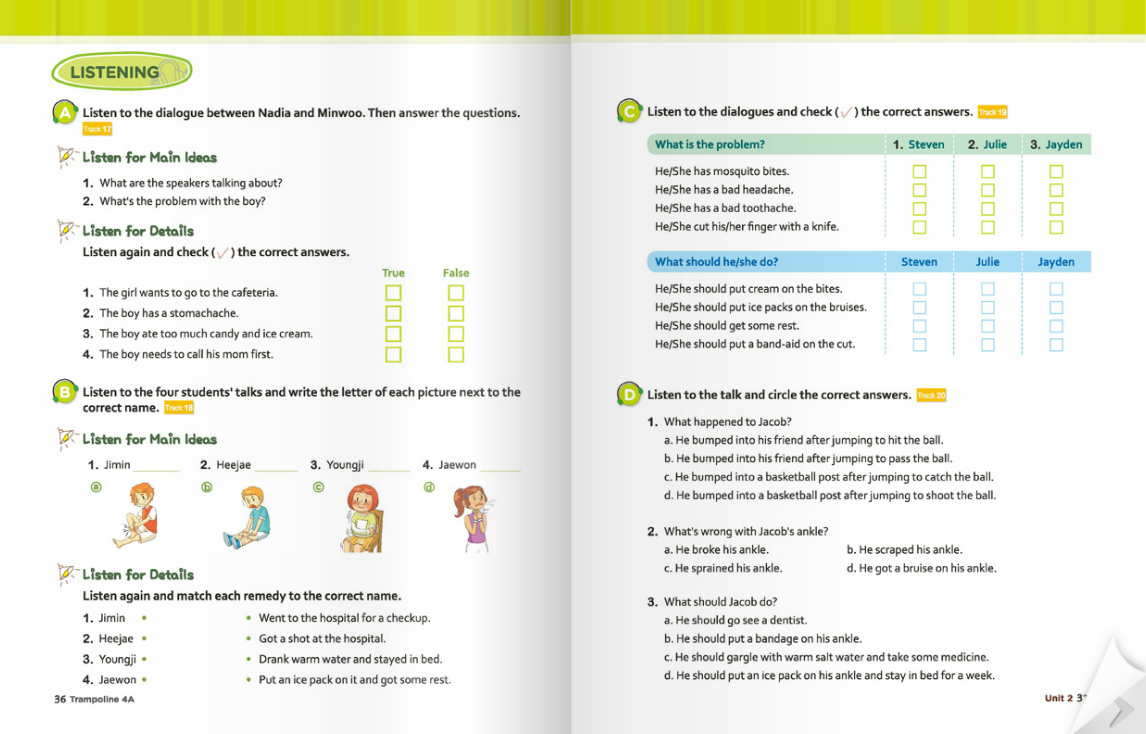 LISTENING
A Listen to the dialogue between Nadia and Minwoo. Then answer the questions.
Track 17
Listen for Main Ideas
1. What are the speakers talking about?
2. What's the problem with the boy?
Listen for Details
Listen again and check ( ✓ ) the correct answers.
True False
1. The girl wants to go to the cafeteria.
2. The boy has a stomachache.
3. The boy ate too much candy and ice cream.
4. The boy needs to call his mom first.
B Listen to the four students' talks and write the letter of each picture next to the
correct name. Track 18
Listen for Main Ideas
1. Jimin ________ 2. Heejae ________ 3. Youngji ________ 4. Jaewon ________
ⓐ ⓑ ⓒ ⓓ
Listen for Details
Listen again and match each remedy to the correct name.
1. Jimin • • Went to the hospital for a checkup.
2. Heejae • • Got a shot at the hospital.
3. Youngji • • Drank warm water and stayed in bed.
4. Jaewon • • Put an ice pack on it and got some rest.
36 Trampoline 4A
C Listen to the dialogues and check ( ✓ ) the correct answers. Track 19
What is the problem? 1. Steven 2. Julie 3. Jayden
He/She has mosquito bites.
He/She has a bad headache.
He/She has a bad toothache.
He/She cut his/her finger with a knife.
What should he/she do? Steven Julie Jayden
He/She should put cream on the bites.
He/She should put ice packs on the bruises.
He/She should get some rest.
He/She should put a band-aid on the cut.
D Listen to the talk and circle the correct answers. Track 20
1. What happened to Jacob?
a. He bumped into his friend after jumping to hit the ball.
b. He bumped into his friend after jumping to pass the ball.
c. He bumped into a basketball post after jumping to catch the ball.
d. He bumped into a basketball post after jumping to shoot the ball.
2. What's wrong with Jacob's ankle?
a. He broke his ankle. b. He scraped his ankle.
c. He sprained his ankle. d. He got a bruise on his ankle.
3. What should Jacob do?
a. He should go see a dentist.
b. He should put a bandage on his ankle.
c. He should gargle with warm salt water and take some medicine.
d. He should put an ice pack on his ankle and stay in bed for a week.
Unit 2